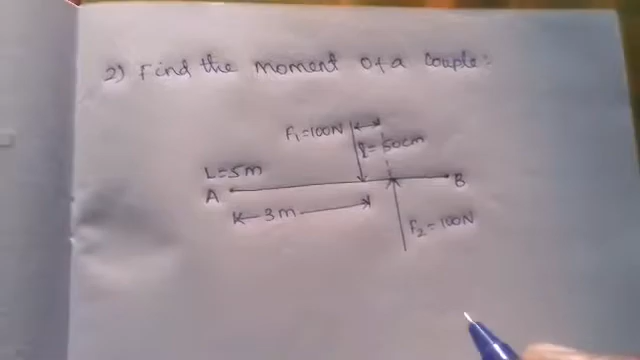 2) Find the moment of a couple:
F₁=100N
l=50cm
L=5m
A
B
3m
F₂=100N